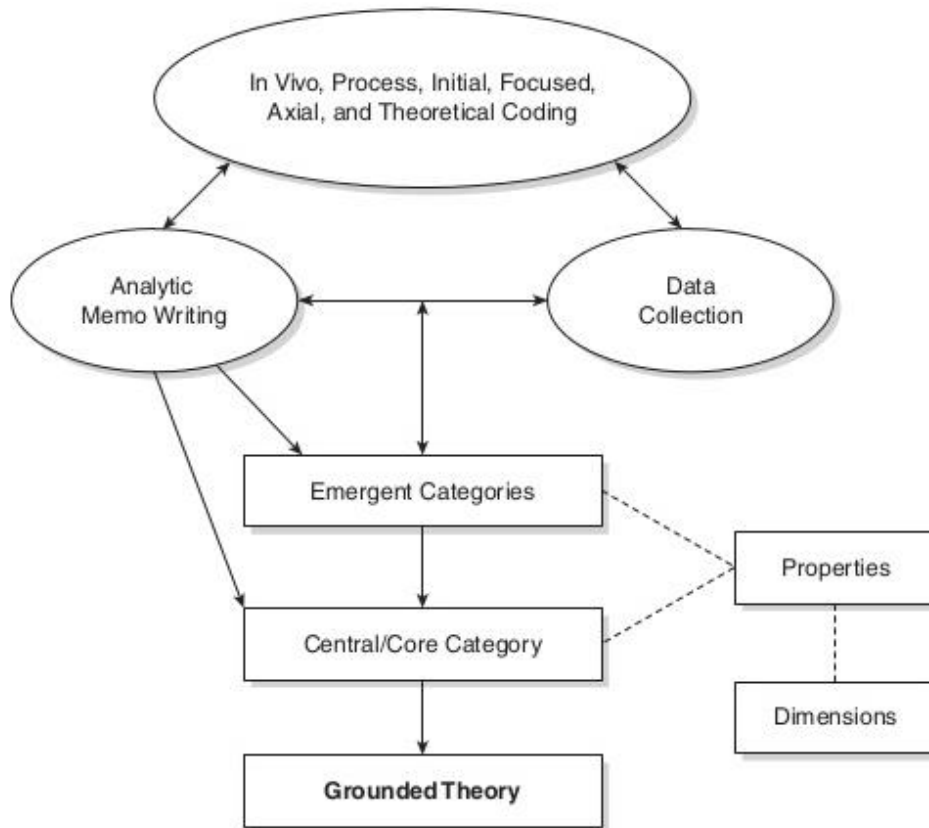 In Vivo, Process, Initial, Focused,
Axial, and Theoretical Coding
Analytic
Memo Writing
Data
Collection
Emergent Categories
Properties
Central/Core Category
Dimensions
Grounded Theory